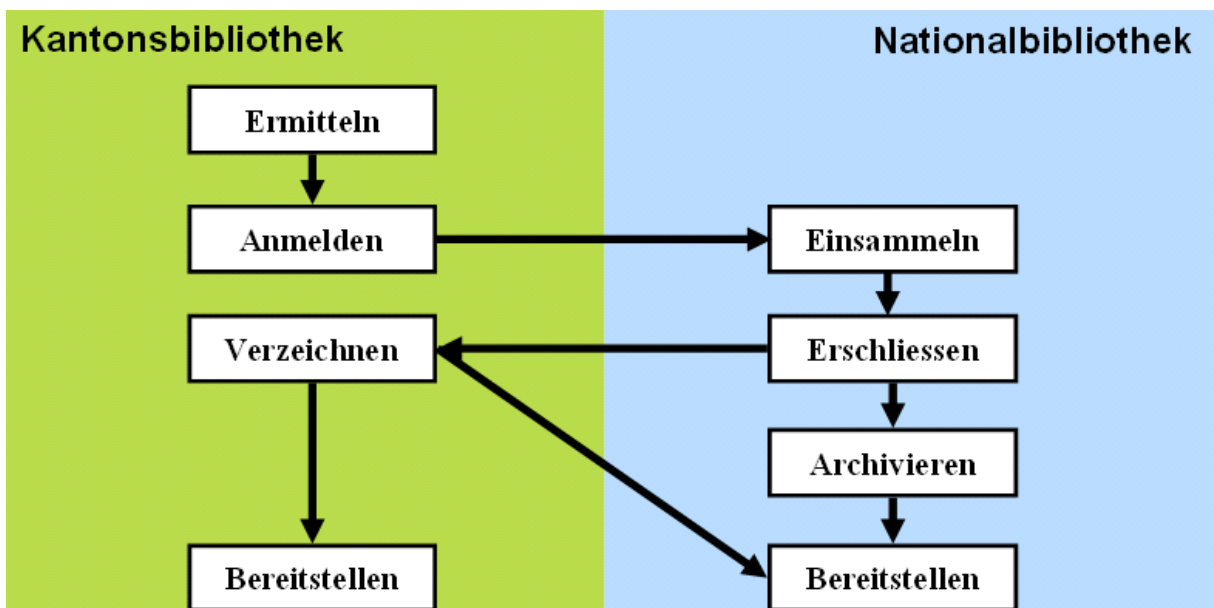 Kantonsbibliothek
Nationalbibliothek
Ermitteln
Anmelden
Einsammeln
Verzeichnen
Erschliessen
Archivieren
Bereitstellen
Bereitstellen